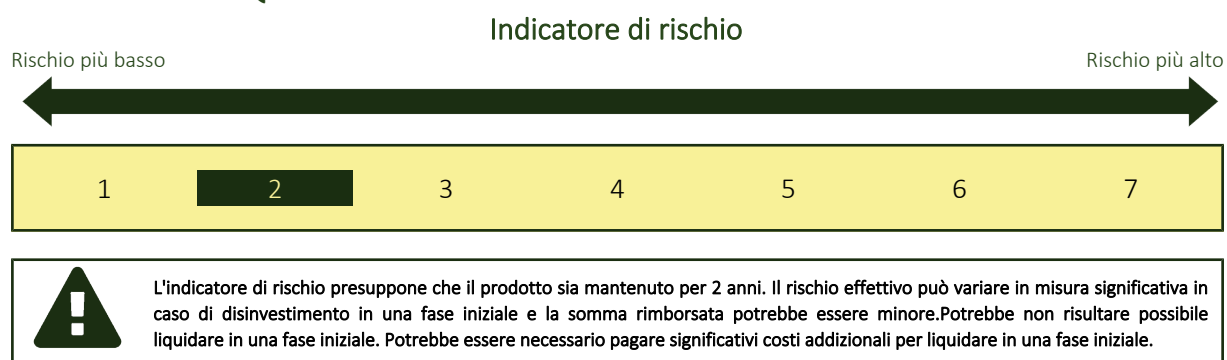 Indicatore di rischio
Rischio più basso Rischio più alto
1 2 3 4 5 6 7
L'indicatore di rischio presuppone che il prodotto sia mantenuto per 2 anni. Il rischio effettivo può variare in misura significativa in
caso di disinvestimento in una fase iniziale e la somma rimborsata potrebbe essere minore.Potrebbe non risultare possibile
liquidare in una fase iniziale. Potrebbe essere necessario pagare significativi costi addizionali per liquidare in una fase iniziale.